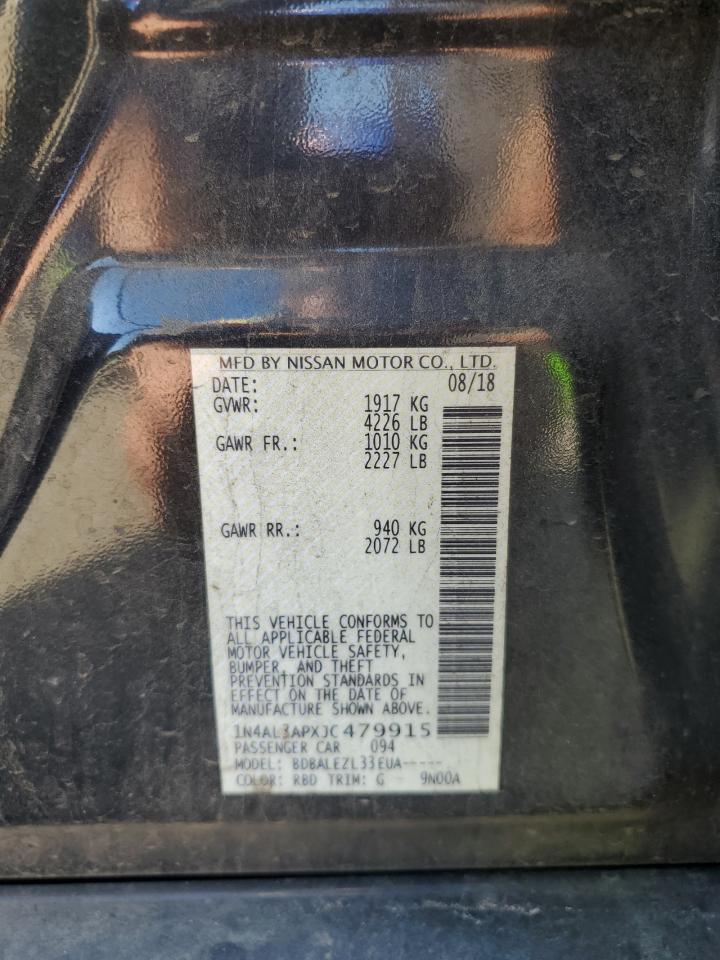 MFD BY NISSAN MOTOR CO., LTD.
DATE: 08/18
GVWR: 1917 KG
4226 LB
GAWR FR.: 1010 KG
2227 LB
GAWR RR.: 940 KG
2072 LB
THIS VEHICLE CONFORMS TO
ALL APPLICABLE FEDERAL
MOTOR VEHICLE SAFETY,
BUMPER, AND THEFT
PREVENTION STANDARDS IN
EFFECT ON THE DATE OF
MANUFACTURE SHOWN ABOVE.
1N4AL3APXJC479915
PASSENGER CAR 094
MODEL: BDBALEZL33EUA-----
COLOR: RBD TRIM: G - 9N00A